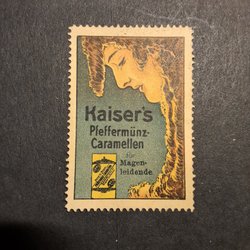 Kaiser's
Pfeffermünz-
Caramellen
für
Magen-
leidende